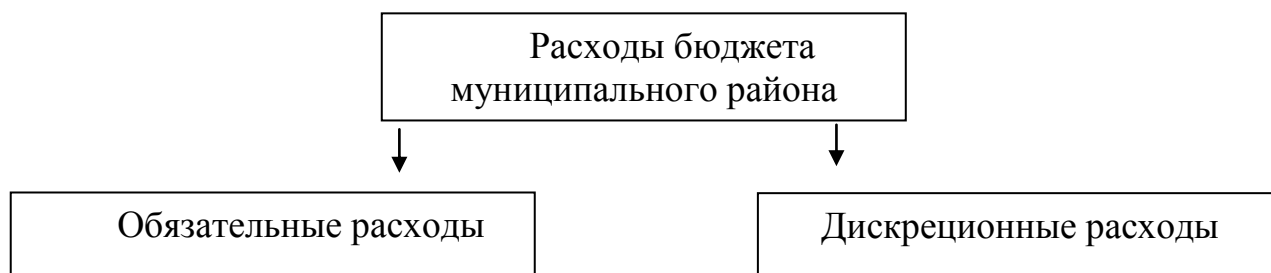 Расходы бюджета
муниципального района
Обязательные расходы
Дискреционные расходы